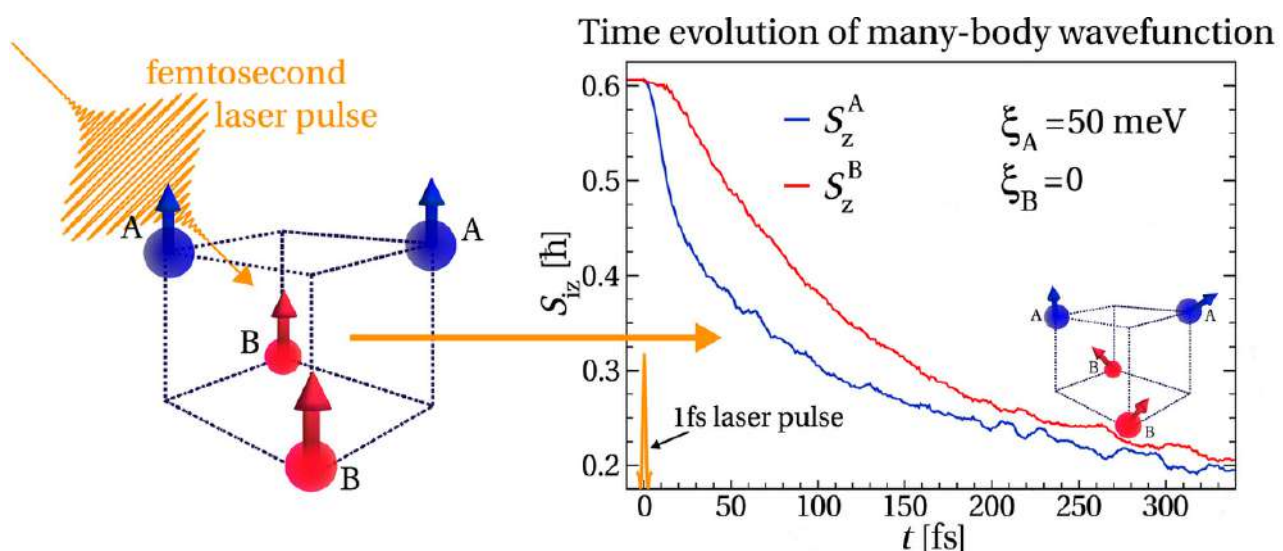 Time evolution of many-body wavefunction
femtosecond
laser pulse
A
A
B
B
S_iz [ħ]
0.6
0.5
0.4
0.3
0.2
S_z^A
S_z^B
ξ_A =50 meV
ξ_B =0
1fs laser pulse
A
A
B
B
0
50
100
150
200
250
300
t [fs]